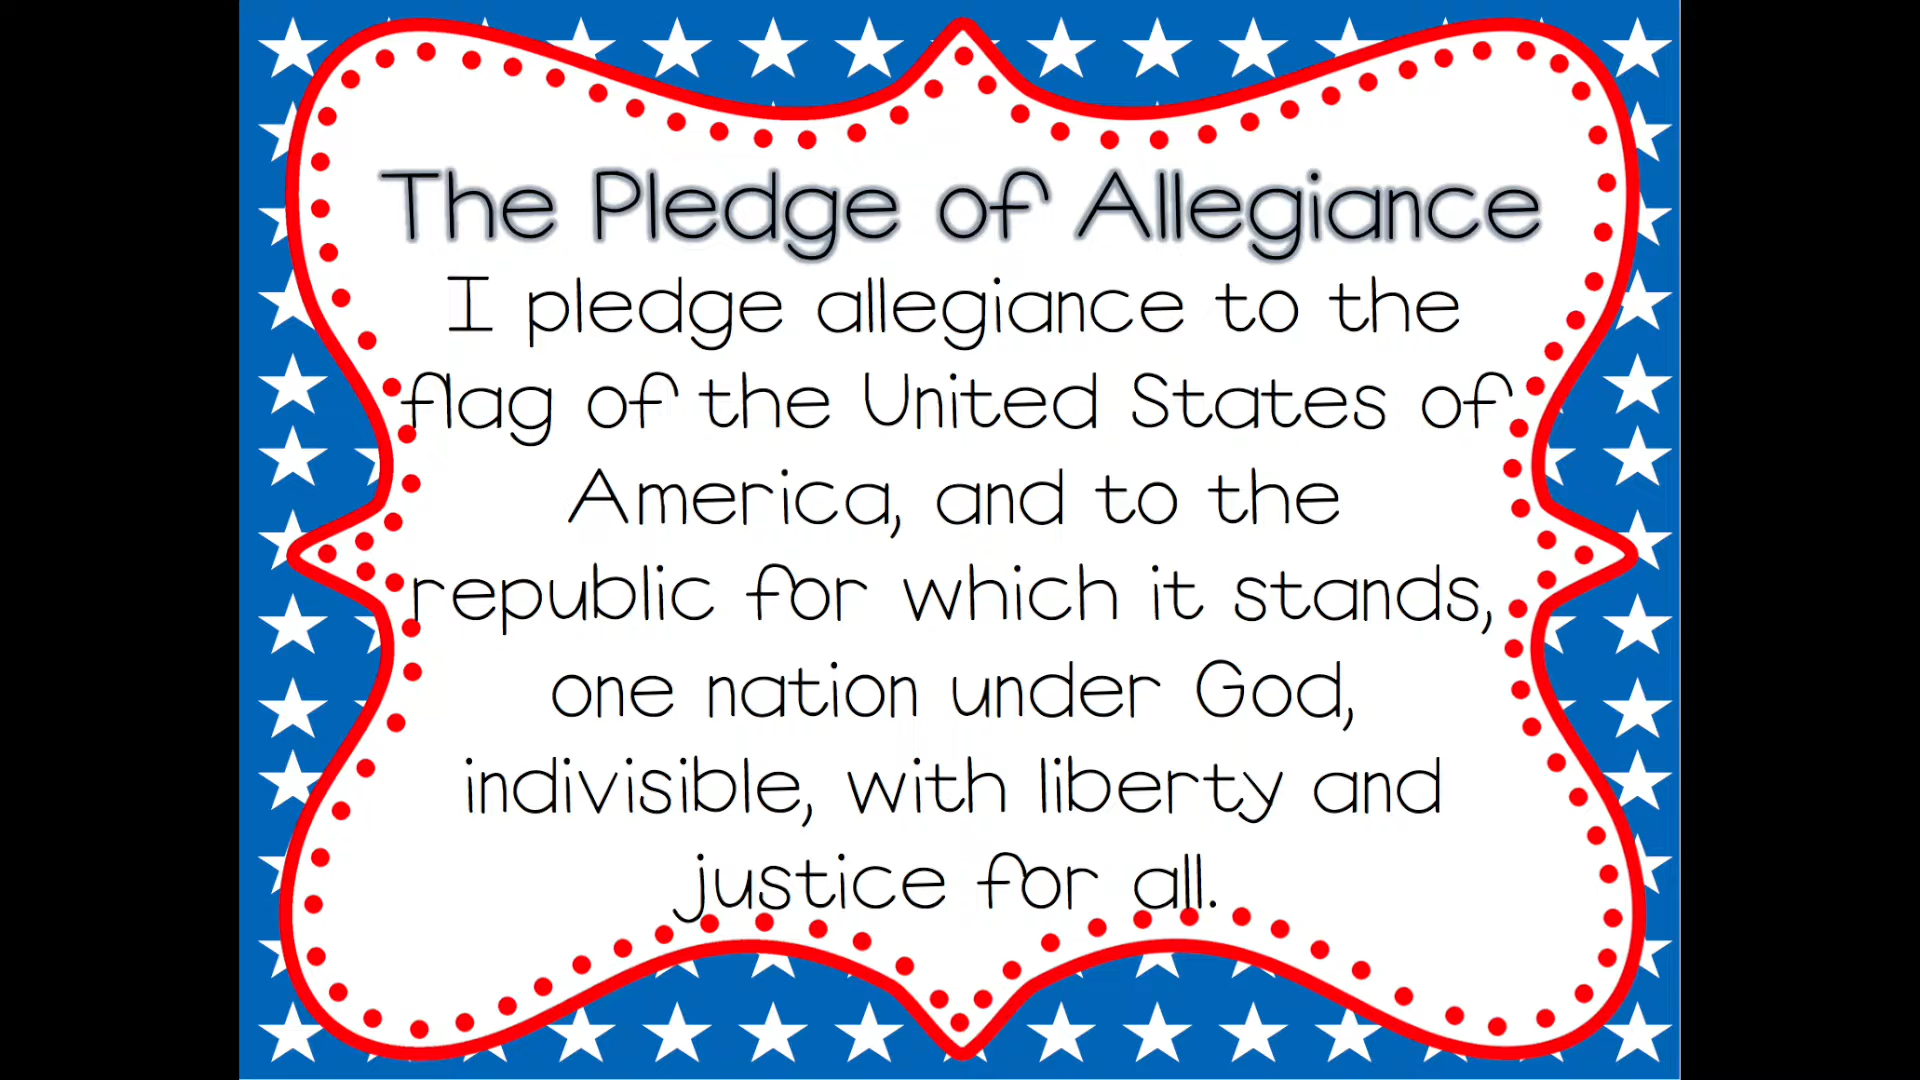 The Pledge of Allegiance
I pledge allegiance to the
flag of the United States of
America, and to the
republic for which it stands,
one nation under God,
indivisible, with liberty and
justice for all.